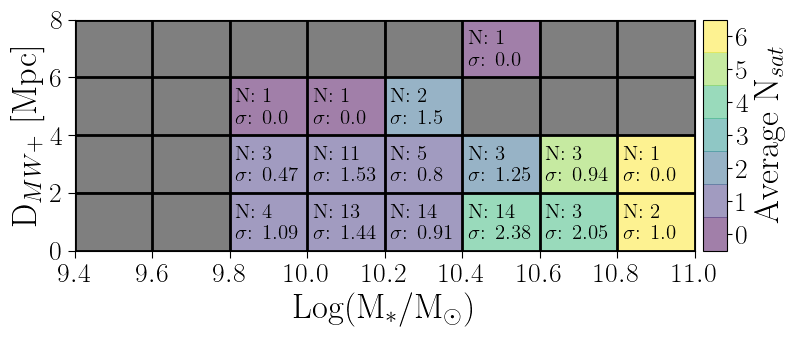 8
6
4
2
0
D_{MW+} [Mpc]
N: 1
σ: 0.0
N: 1
σ: 0.0
N: 1
σ: 0.0
N: 2
σ: 1.5
N: 3
σ: 0.47
N: 11
σ: 1.53
N: 5
σ: 0.8
N: 3
σ: 1.25
N: 3
σ: 0.94
N: 1
σ: 0.0
N: 4
σ: 1.09
N: 13
σ: 1.44
N: 14
σ: 0.91
N: 14
σ: 2.38
N: 3
σ: 2.05
N: 2
σ: 1.0
9.4 9.6 9.8 10.0 10.2 10.4 10.6 10.8 11.0
Log(M_*/M_⊙)
6
5
4
3
2
1
0
Average N_{sat}